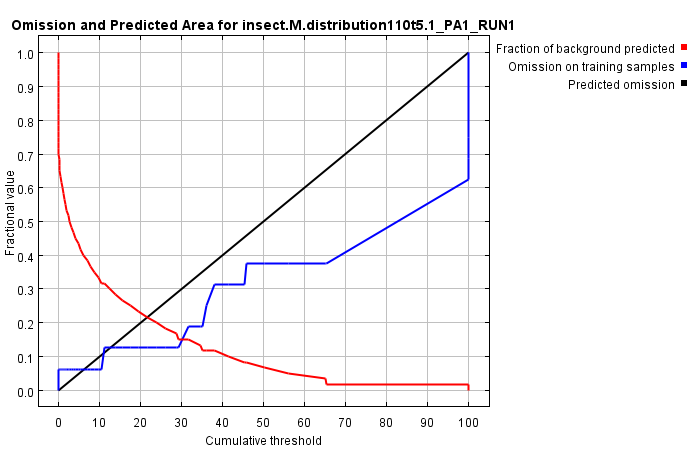 Omission and Predicted Area for insect.M.distribution110t5.1_PA1_RUN1
Fraction of background predicted
Omission on training samples
Predicted omission
1.0
0.9
0.8
0.7
0.6
0.5
0.4
0.3
0.2
0.1
0.0
Fractional value
0 10 20 30 40 50 60 70 80 90 100
Cumulative threshold